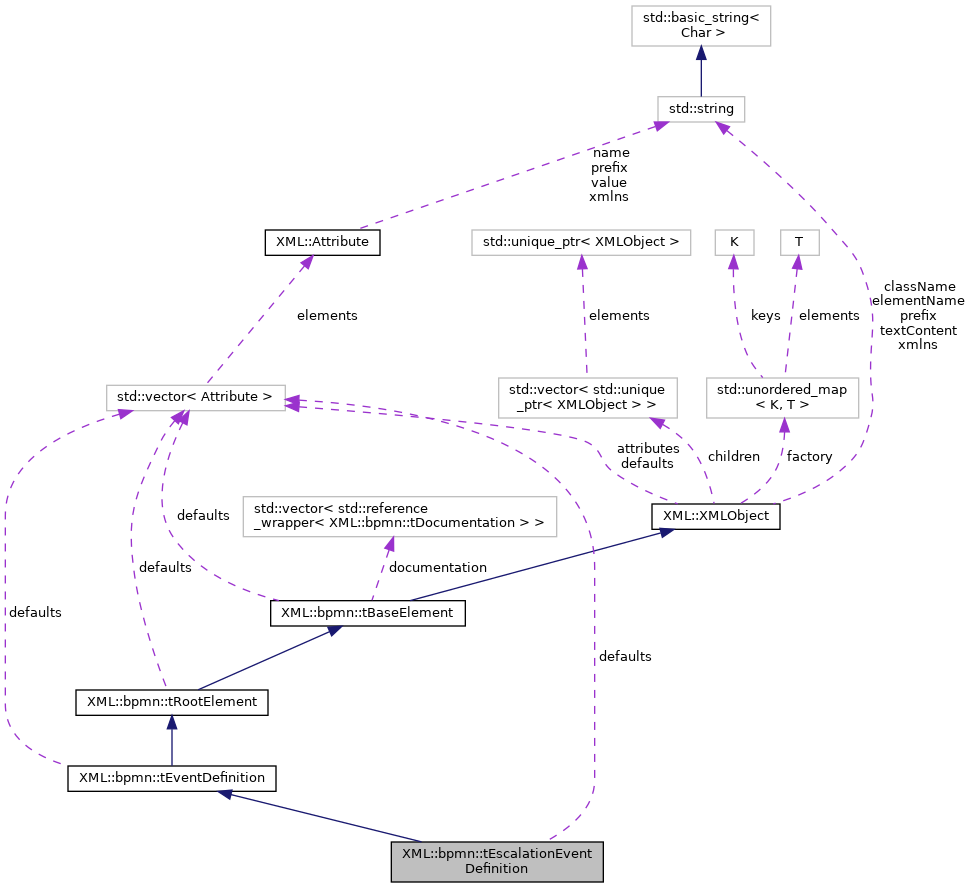 std::basic_string<
Char >
std::string
name
prefix
value
xmlns
XML::Attribute
std::unique_ptr< XMLObject >
K
T
className
elementName
prefix
textContent
xmlns
elements
elements
keys
elements
std::vector< Attribute >
std::vector< std::unique
_ptr< XMLObject > >
std::unordered_map
< K, T >
attributes
defaults
children
factory
std::vector< std::reference
_wrapper< XML::bpmn::tDocumentation > >
XML::XMLObject
defaults
defaults
documentation
defaults
XML::bpmn::tBaseElement
defaults
XML::bpmn::tRootElement
XML::bpmn::tEventDefinition
XML::bpmn::tEscalationEvent
Definition